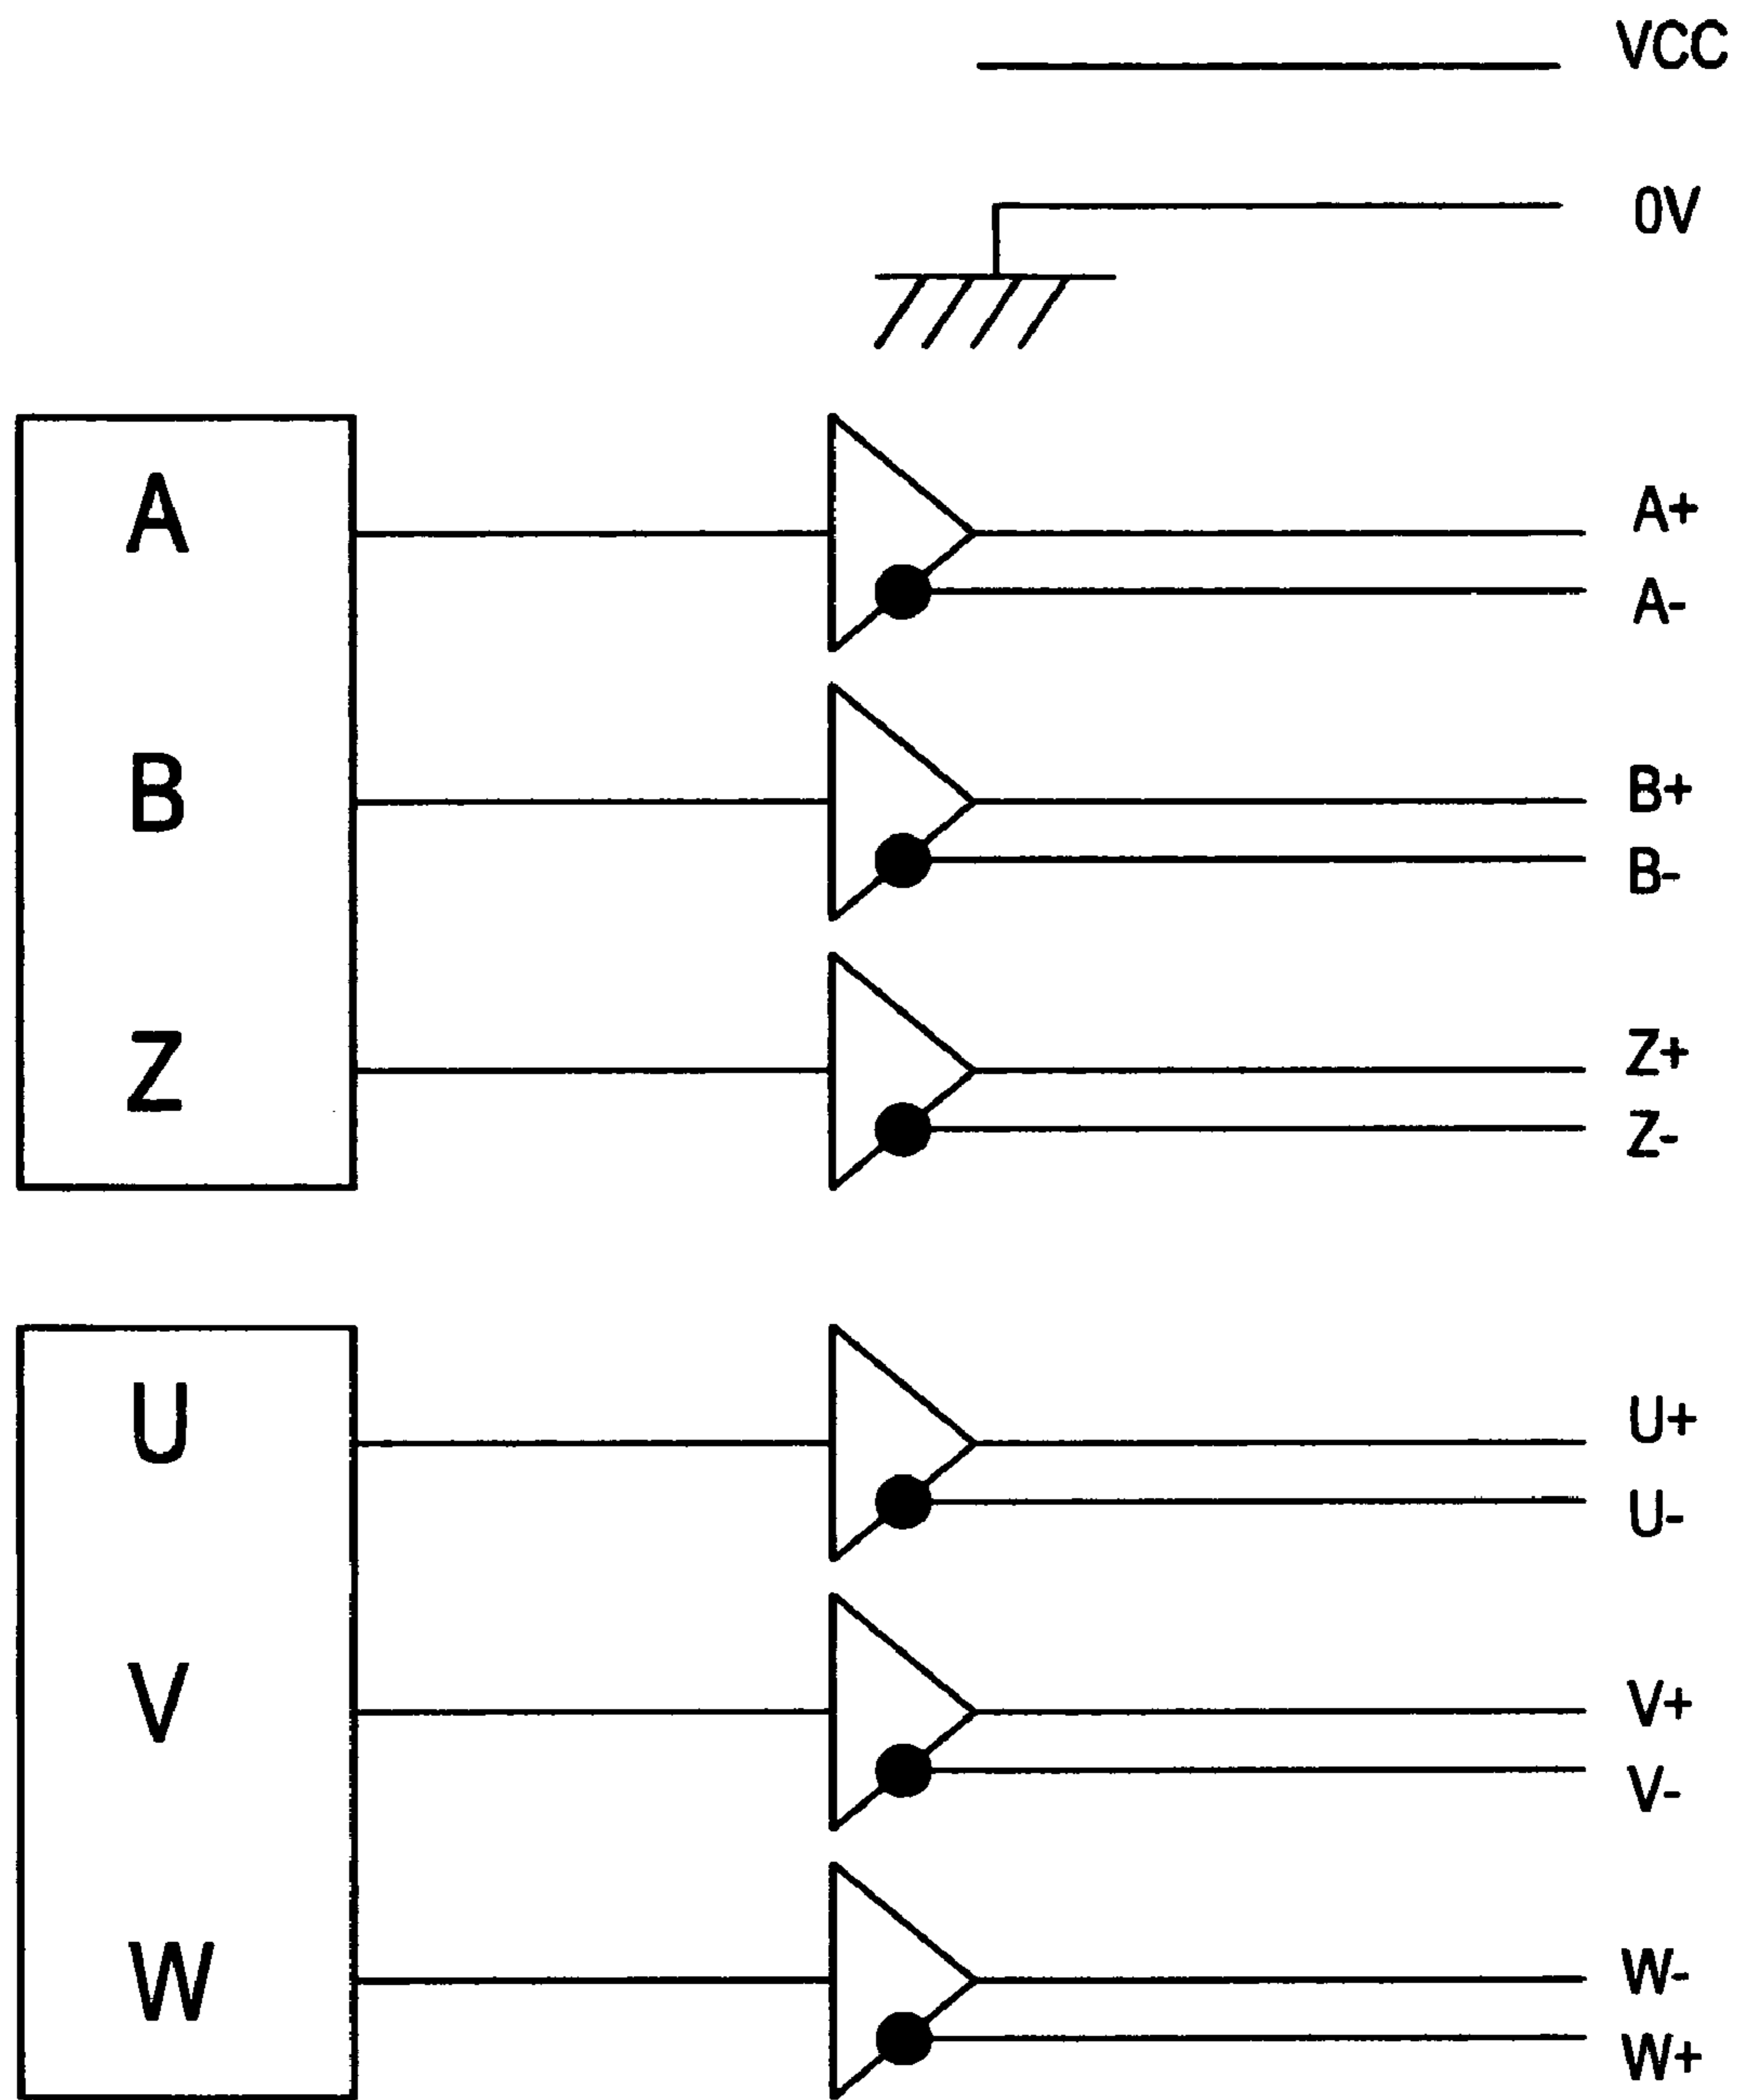 VCC
0V
A
A+
A-
B
B+
B-
Z
Z+
Z-
U
U+
U-
V
V+
V-
W
W-
W+